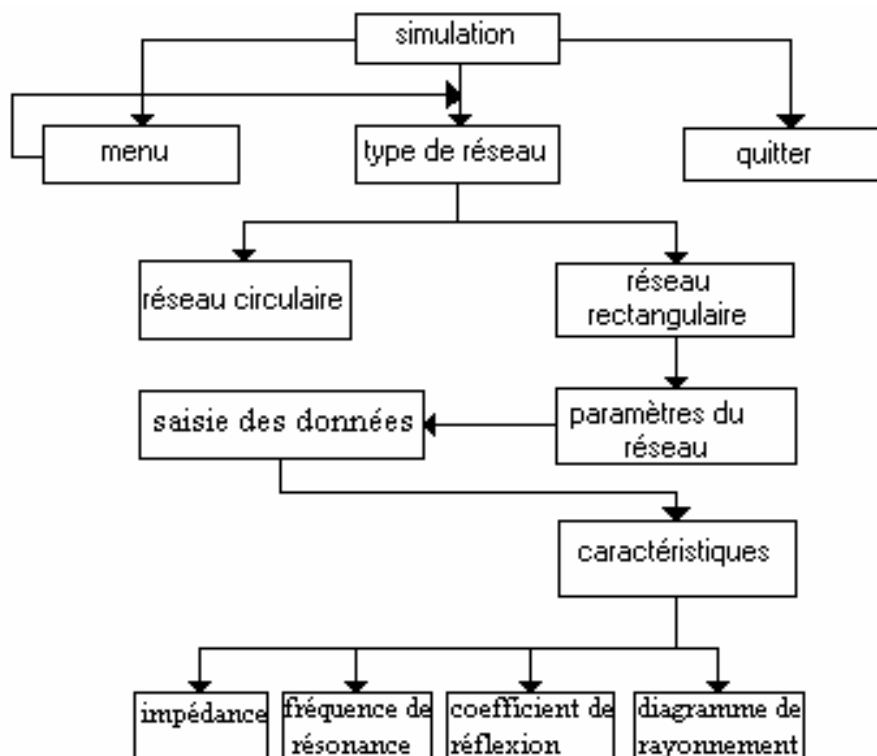 simulation
menu
type de réseau
quitter
réseau circulaire
réseau
rectangulaire
saisie des données
paramètres du
réseau
caractéristiques
impédance
fréquence de
résonance
coefficient de
réflexion
diagramme de
rayonnement